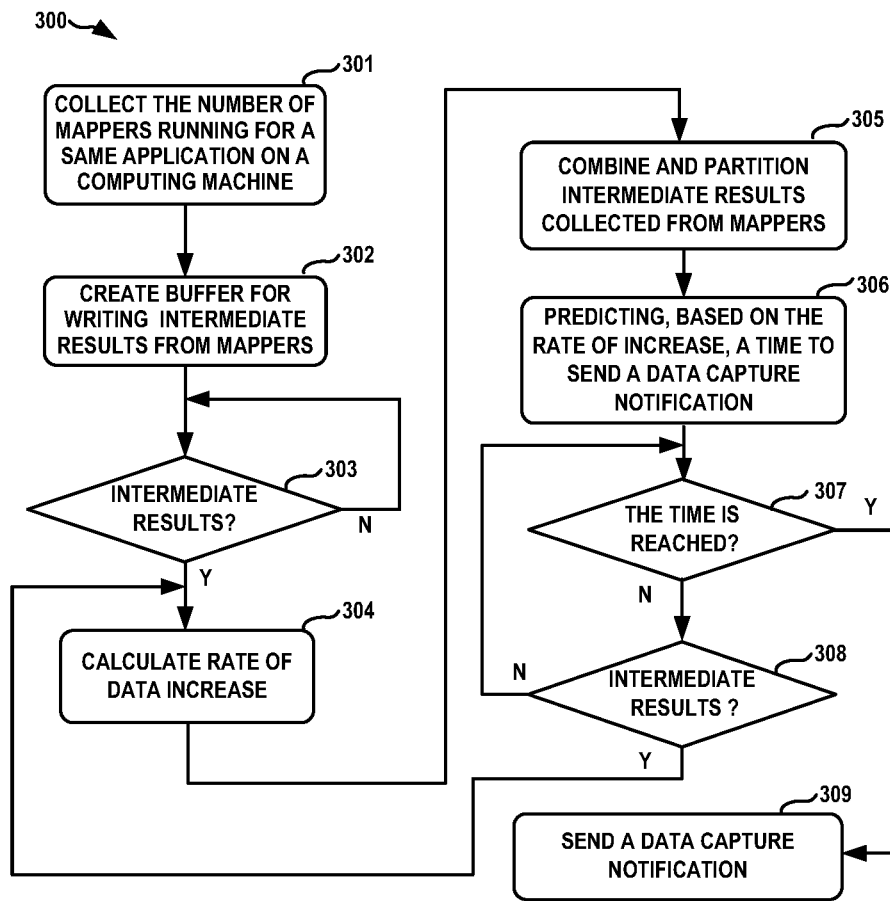 300
301
COLLECT THE NUMBER OF
MAPPERS RUNNING FOR A
SAME APPLICATION ON A
COMPUTING MACHINE
302
CREATE BUFFER FOR
WRITING INTERMEDIATE
RESULTS FROM MAPPERS
303
INTERMEDIATE
RESULTS?
N
Y
304
CALCULATE RATE OF
DATA INCREASE
305
COMBINE AND PARTITION
INTERMEDIATE RESULTS
COLLECTED FROM MAPPERS
306
PREDICTING, BASED ON THE
RATE OF INCREASE, A TIME TO
SEND A DATA CAPTURE
NOTIFICATION
307
THE TIME IS
REACHED?
Y
N
308
INTERMEDIATE
RESULTS ?
N
Y
309
SEND A DATA CAPTURE
NOTIFICATION